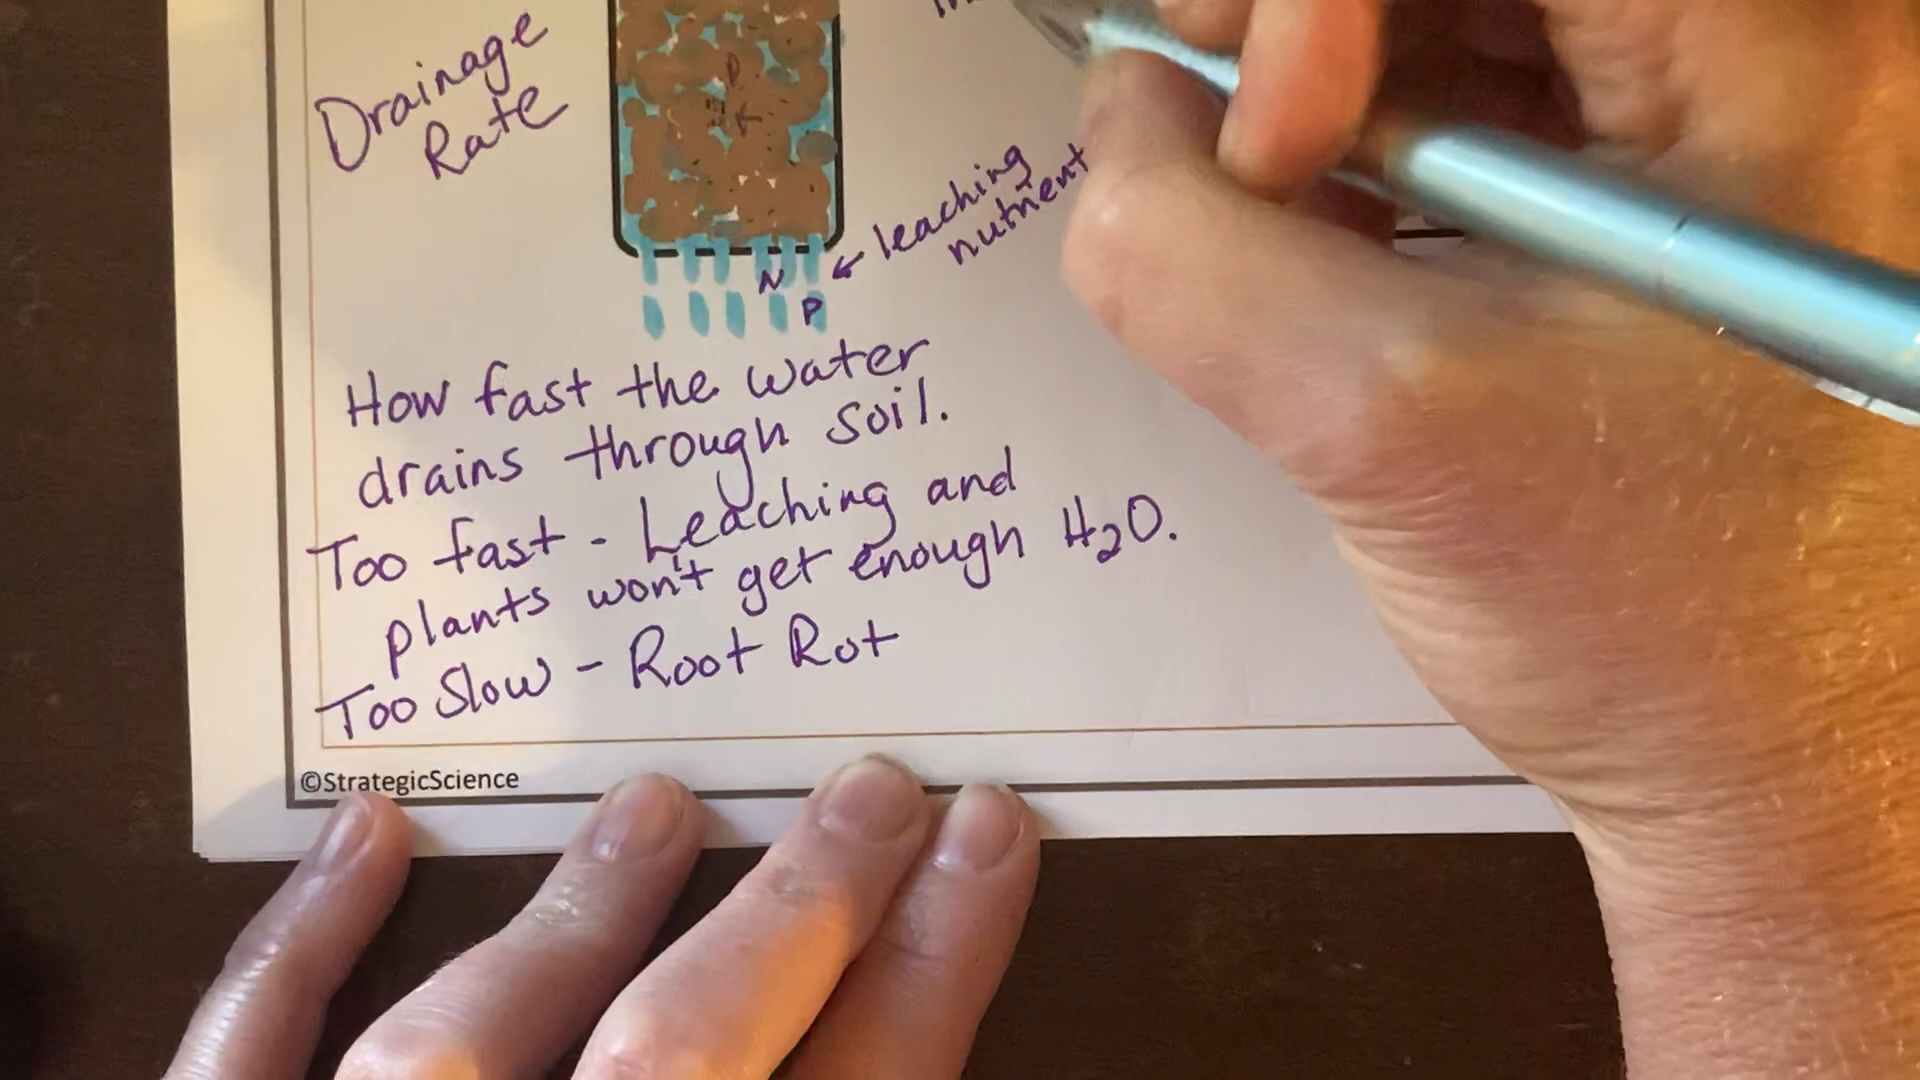 Drainage
Rate
P
K
leaching
nutrient
N
P
How fast the water
drains through soil.
Too fast - Leaching and
plants won't get enough H₂O.
Too Slow - Root Rot
©StrategicScience